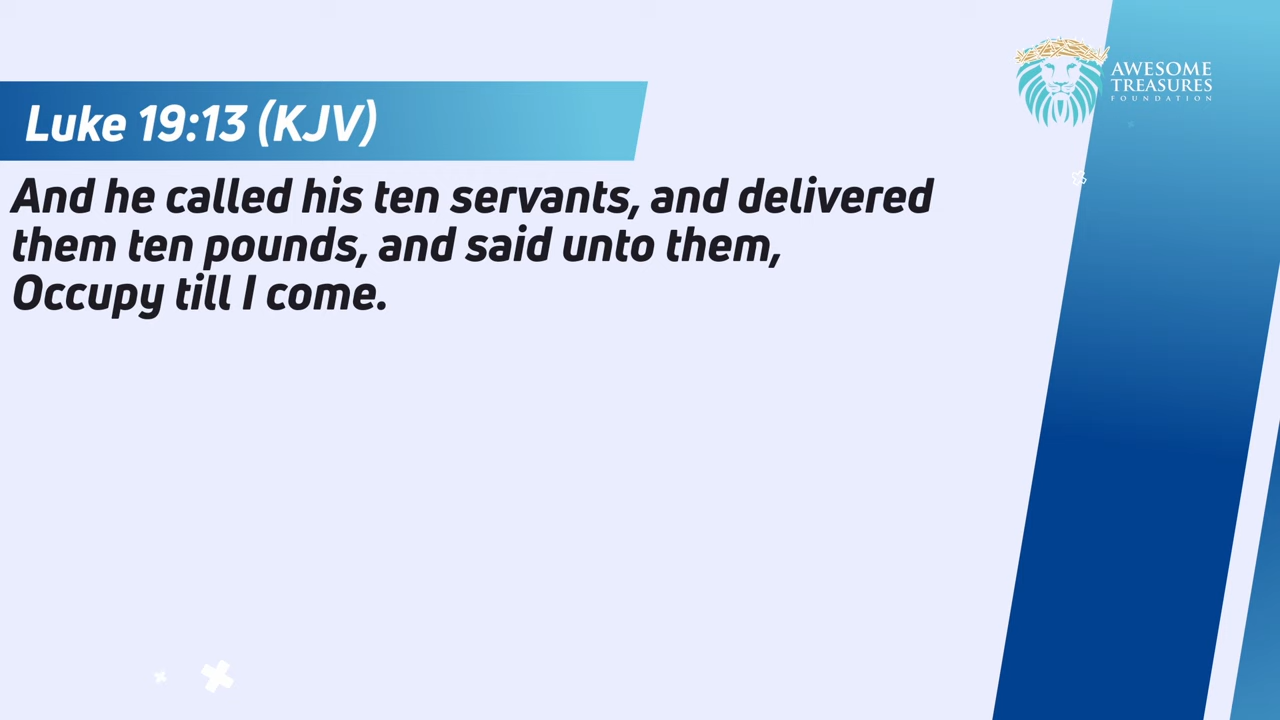 Luke 19:13 (KJV)
And he called his ten servants, and delivered
them ten pounds, and said unto them,
Occupy till I come.
AWESOME
TREASURES
FOUNDATION